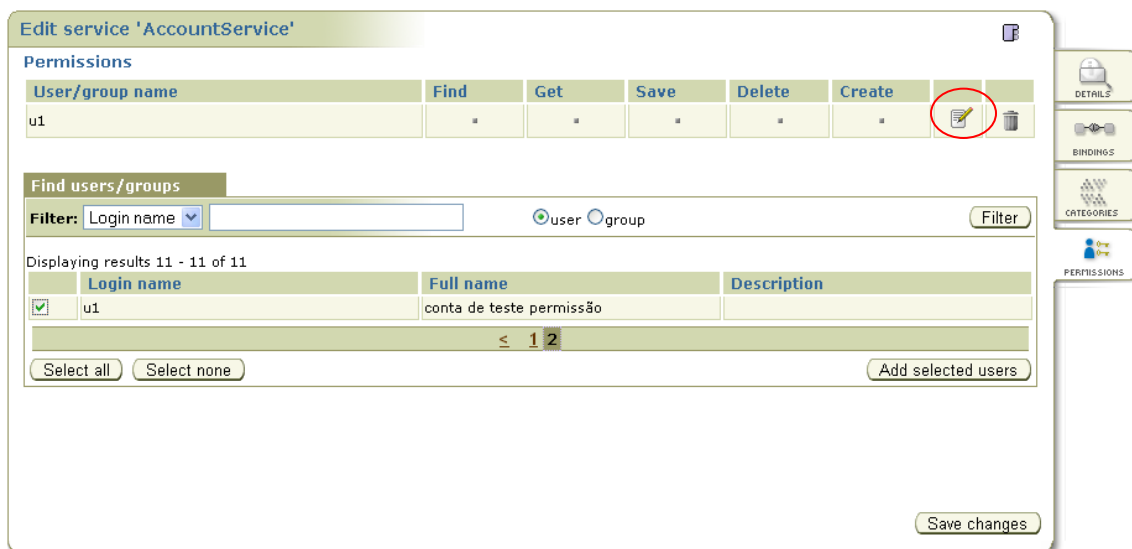 Edit service 'AccountService'
Permissions
User/group name Find Get Save Delete Create
u1
Find users/groups
Filter: Login name user group Filter
Displaying results 11 - 11 of 11
Login name Full name Description
u1 conta de teste permissão
< 1 2
Select all Select none Add selected users
Save changes
DETAILS
BINDINGS
CATEGORIES
PERMISSIONS